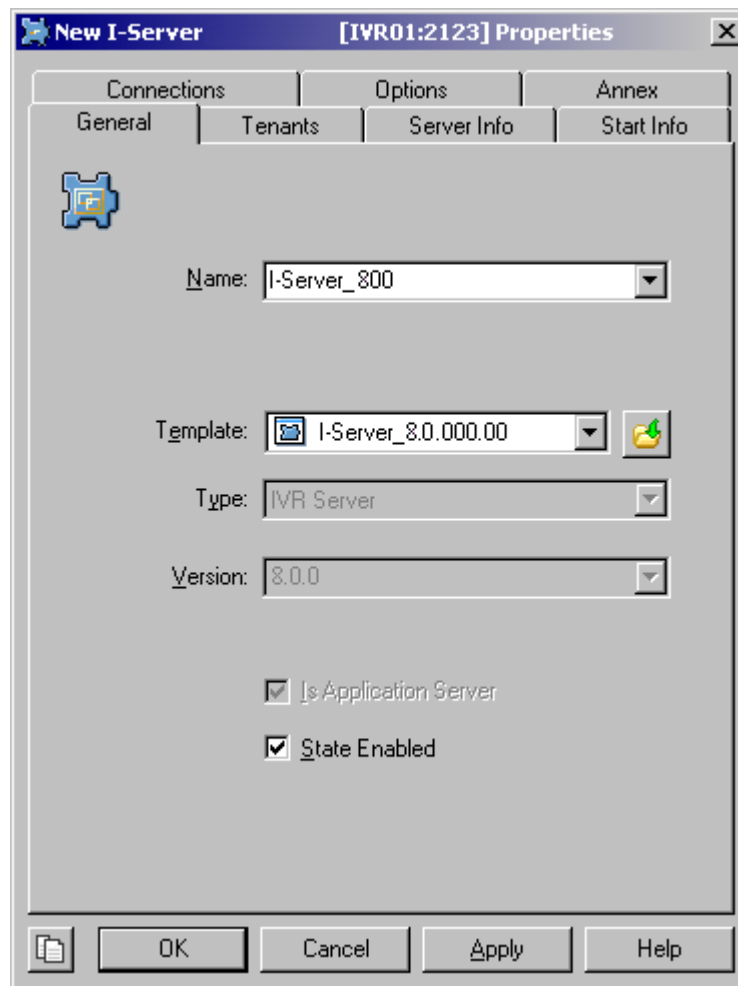 New I-Server [IVR01:2123] Properties
Connections Options Annex
General Tenants Server Info Start Info
Name: I-Server_800
Template: I-Server_8.0.000.00
Type: IVR Server
Version: 8.0.0
Is Application Server
State Enabled
OK Cancel Apply Help